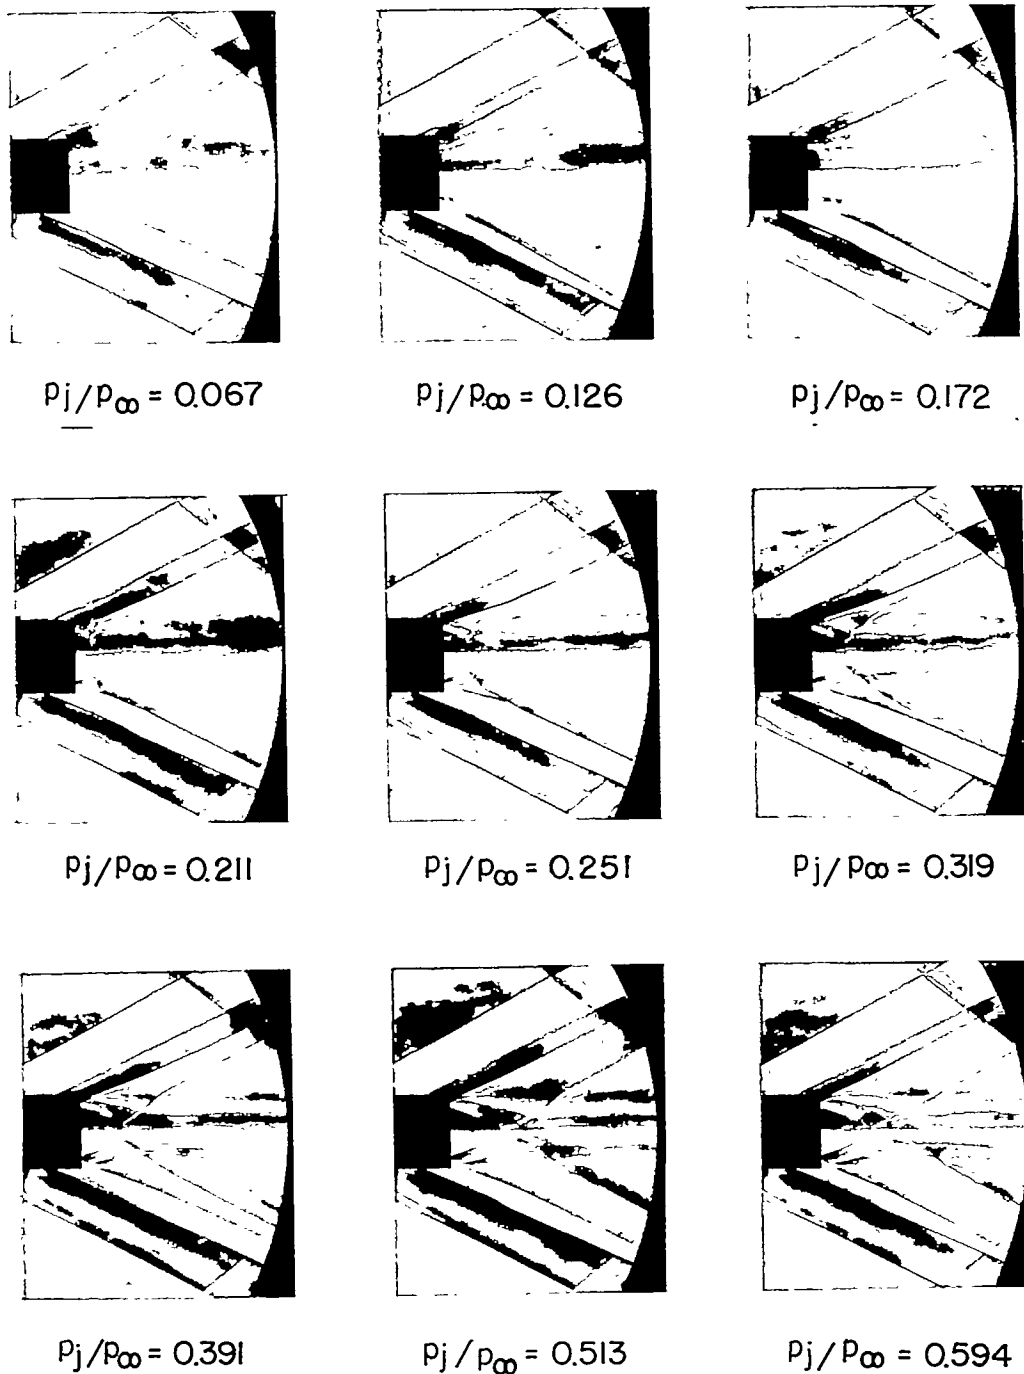 pj/p∞ = 0.067
pj/p∞ = 0.126
pj/p∞ = 0.172
pj/p∞ = 0.211
pj/p∞ = 0.251
pj/p∞ = 0.319
pj/p∞ = 0.391
pj/p∞ = 0.513
pj/p∞ = 0.594